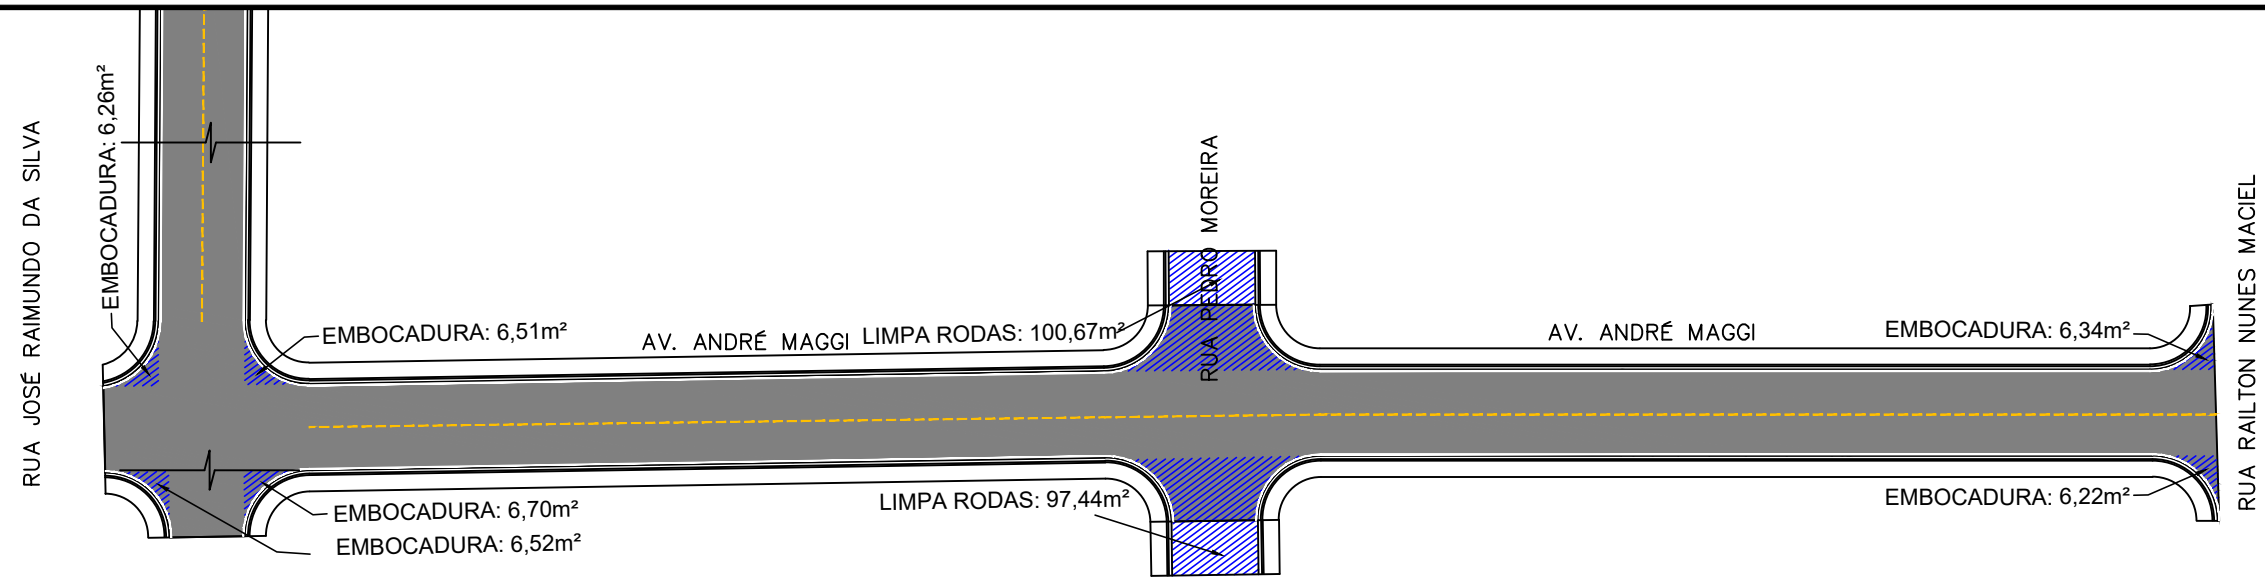 RUA JOSÉ RAIMUNDO DA SILVA
EMBOCADURA: 6,26m²
EMBOCADURA: 6,51m²
AV. ANDRÉ MAGGI
LIMPA RODAS: 100,67m²
RUA PEDRO MOREIRA
AV. ANDRÉ MAGGI
EMBOCADURA: 6,34m²
RUA RAILTON NUNES MACIEL
EMBOCADURA: 6,70m²
EMBOCADURA: 6,52m²
LIMPA RODAS: 97,44m²
EMBOCADURA: 6,22m²